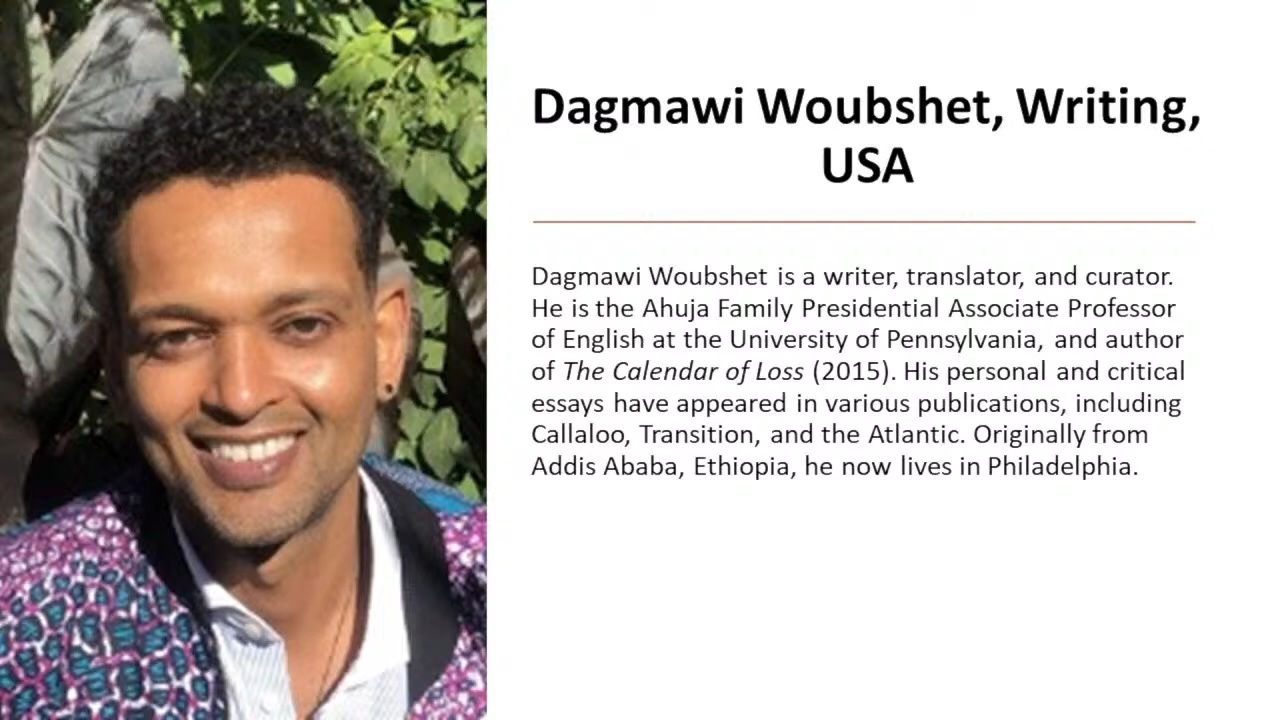 Dagmawi Woubshet, Writing,
USA
Dagmawi Woubshet is a writer, translator, and curator.
He is the Ahuja Family Presidential Associate Professor
of English at the University of Pennsylvania, and author
of The Calendar of Loss (2015). His personal and critical
essays have appeared in various publications, including
Callaloo, Transition, and the Atlantic. Originally from
Addis Ababa, Ethiopia, he now lives in Philadelphia.